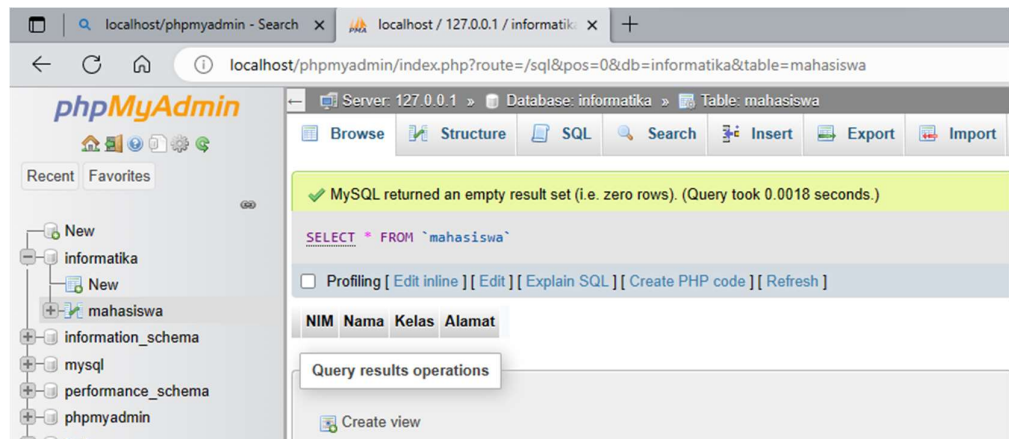 localhost/phpmyadmin - Search
localhost / 127.0.0.1 / informatik
localhost/phpmyadmin/index.php?route=/sql&pos=0&db=informatika&table=mahasiswa
phpMyAdmin
Recent Favorites
New
informatika
New
mahasiswa
information_schema
mysql
performance_schema
phpmyadmin
Server: 127.0.0.1 » Database: informatika » Table: mahasiswa
Browse Structure SQL Search Insert Export Import
MySQL returned an empty result set (i.e. zero rows). (Query took 0.0018 seconds.)
SELECT * FROM `mahasiswa`
Profiling [ Edit inline ] [ Edit ] [ Explain SQL ] [ Create PHP code ] [ Refresh ]
NIM Nama Kelas Alamat
Query results operations
Create view